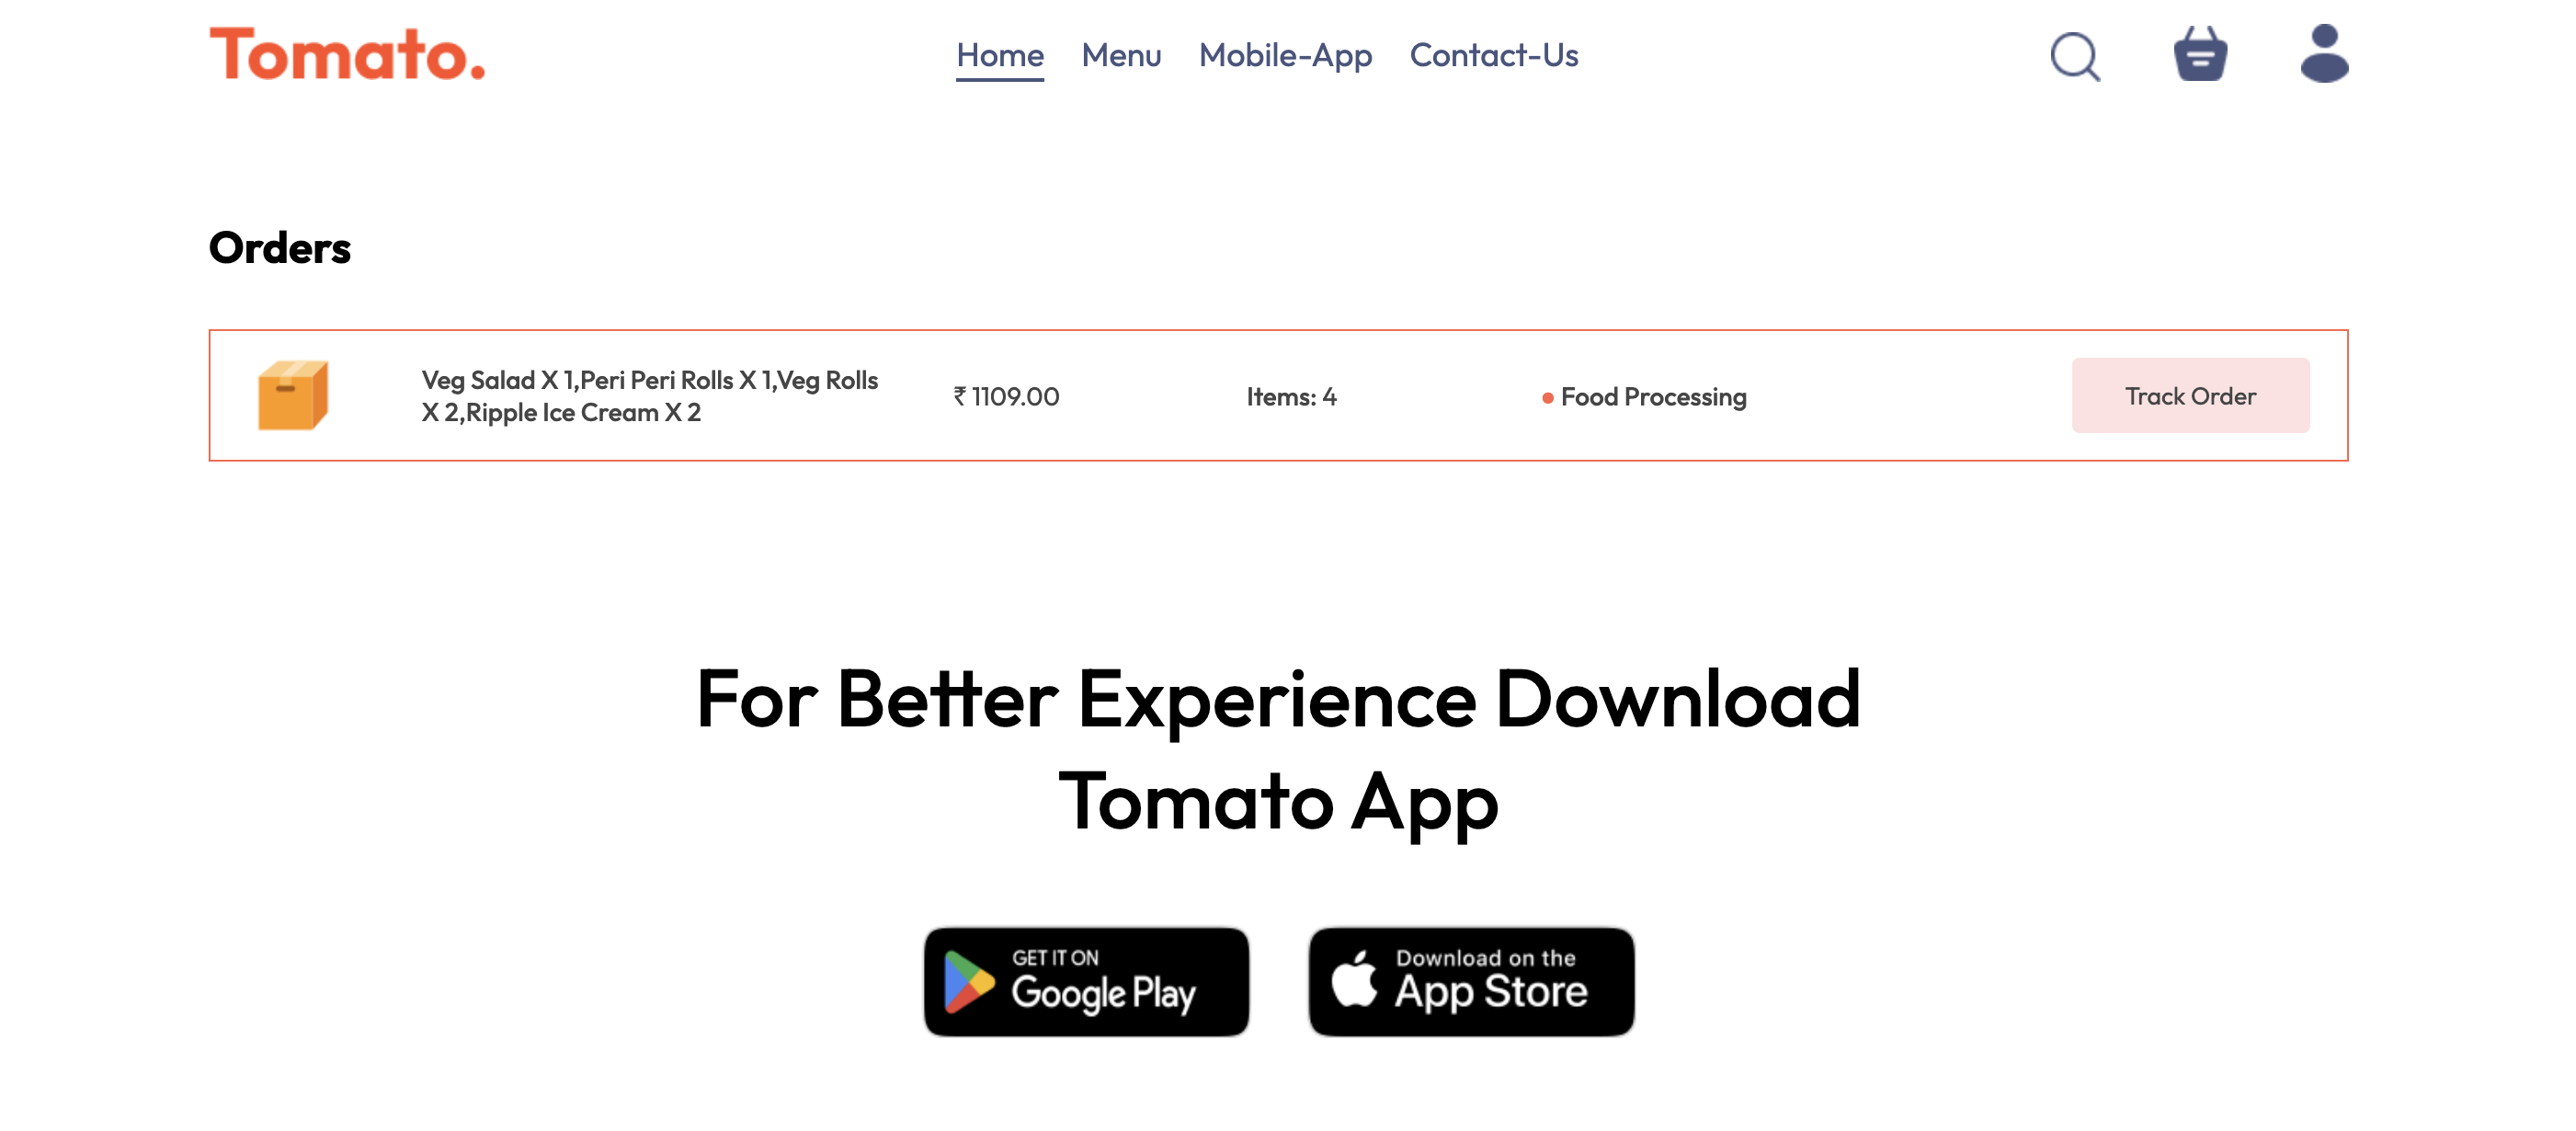 Tomato.
Home Menu Mobile-App Contact-Us
Orders
Veg Salad X 1,Peri Peri Rolls X 1,Veg Rolls
X 2,Ripple Ice Cream X 2
₹ 1109.00
Items: 4
Food Processing
Track Order
For Better Experience Download
Tomato App
GET IT ON
Google Play
Download on the
App Store